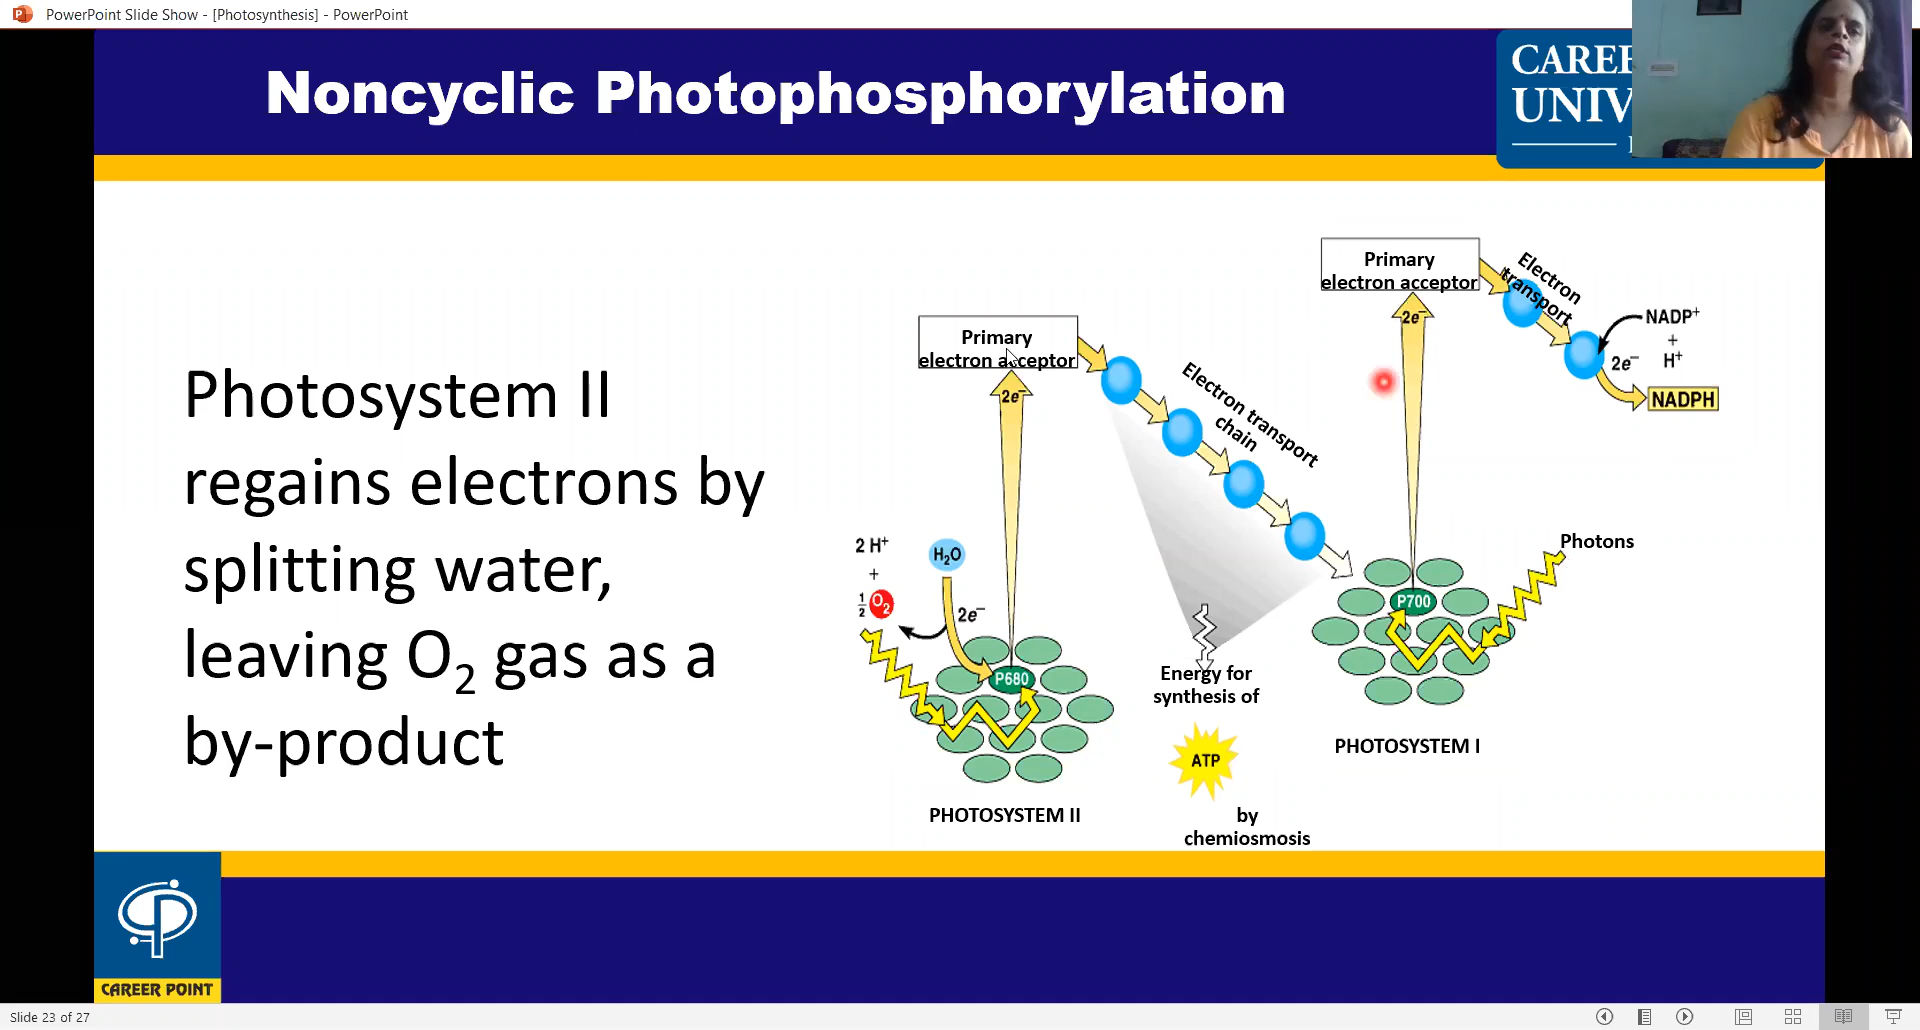 PowerPoint Slide Show - [Photosynthesis] - PowerPoint
Noncyclic Photophosphorylation
Photosystem II
regains electrons by
splitting water,
leaving O₂ gas as a
by-product
Primary
electron acceptor
2e⁻
Electron transport
chain
Primary
electron acceptor
2e⁻
Electron
transport
NADP⁺
+
H⁺
2e⁻
NADPH
2 H⁺
+
½ O₂
H₂O
2e⁻
P680
PHOTOSYSTEM II
Energy for
synthesis of
ATP
by
chemiosmosis
Photons
P700
PHOTOSYSTEM I
CAREER POINT
Slide 23 of 27